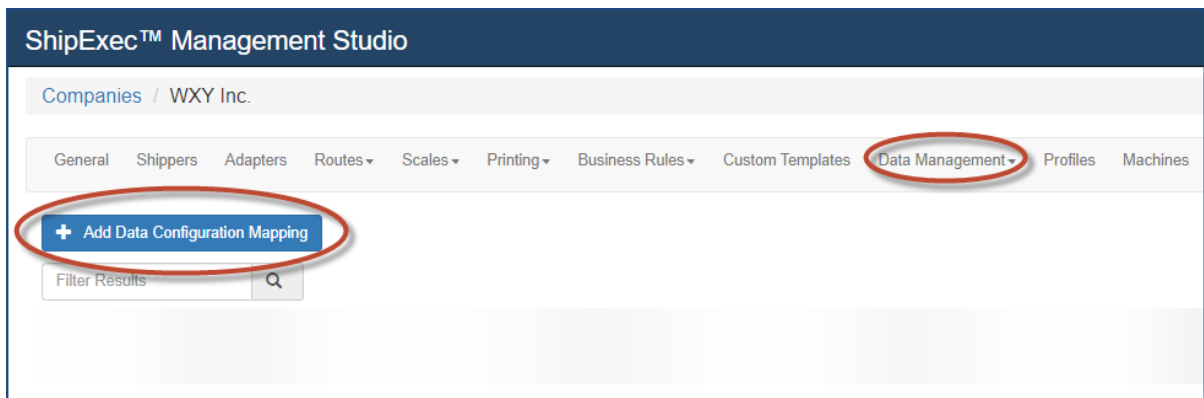 ShipExec™ Management Studio
Companies / WXY Inc.
General Shippers Adapters Routes Scales Printing Business Rules Custom Templates Data Management Profiles Machines
+ Add Data Configuration Mapping
Filter Results